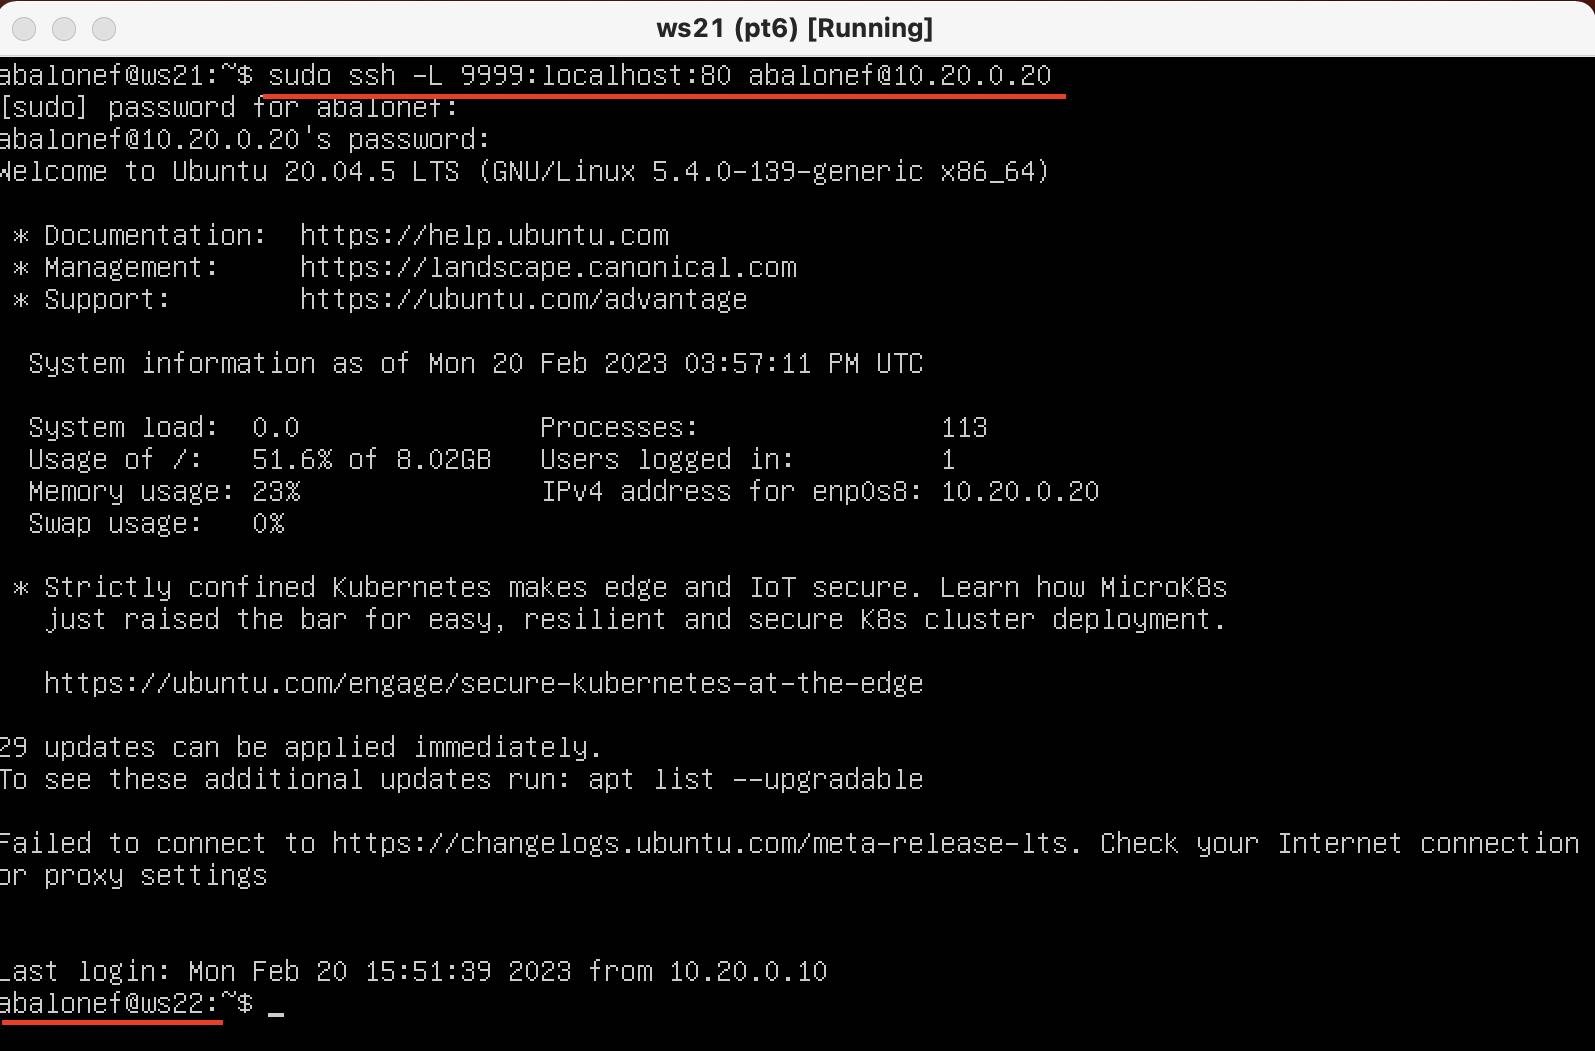 ws21 (pt6) [Running]
abalonef@ws21:~$ sudo ssh -L 9999:localhost:80 abalonef@10.20.0.20
[sudo] password for abalonef:
abalonef@10.20.0.20's password:
Welcome to Ubuntu 20.04.5 LTS (GNU/Linux 5.4.0-139-generic x86_64)
* Documentation:  https://help.ubuntu.com
* Management:     https://landscape.canonical.com
* Support:        https://ubuntu.com/advantage
System information as of Mon 20 Feb 2023 03:57:11 PM UTC
System load:  0.0               Processes:               113
Usage of /:   51.6% of 8.02GB   Users logged in:         1
Memory usage: 23%               IPv4 address for enp0s8: 10.20.0.20
Swap usage:   0%
* Strictly confined Kubernetes makes edge and IoT secure. Learn how MicroK8s
just raised the bar for easy, resilient and secure K8s cluster deployment.
https://ubuntu.com/engage/secure-kubernetes-at-the-edge
29 updates can be applied immediately.
To see these additional updates run: apt list --upgradable
Failed to connect to https://changelogs.ubuntu.com/meta-release-lts. Check your Internet connection
or proxy settings
Last login: Mon Feb 20 15:51:39 2023 from 10.20.0.10
abalonef@ws22:~$ _